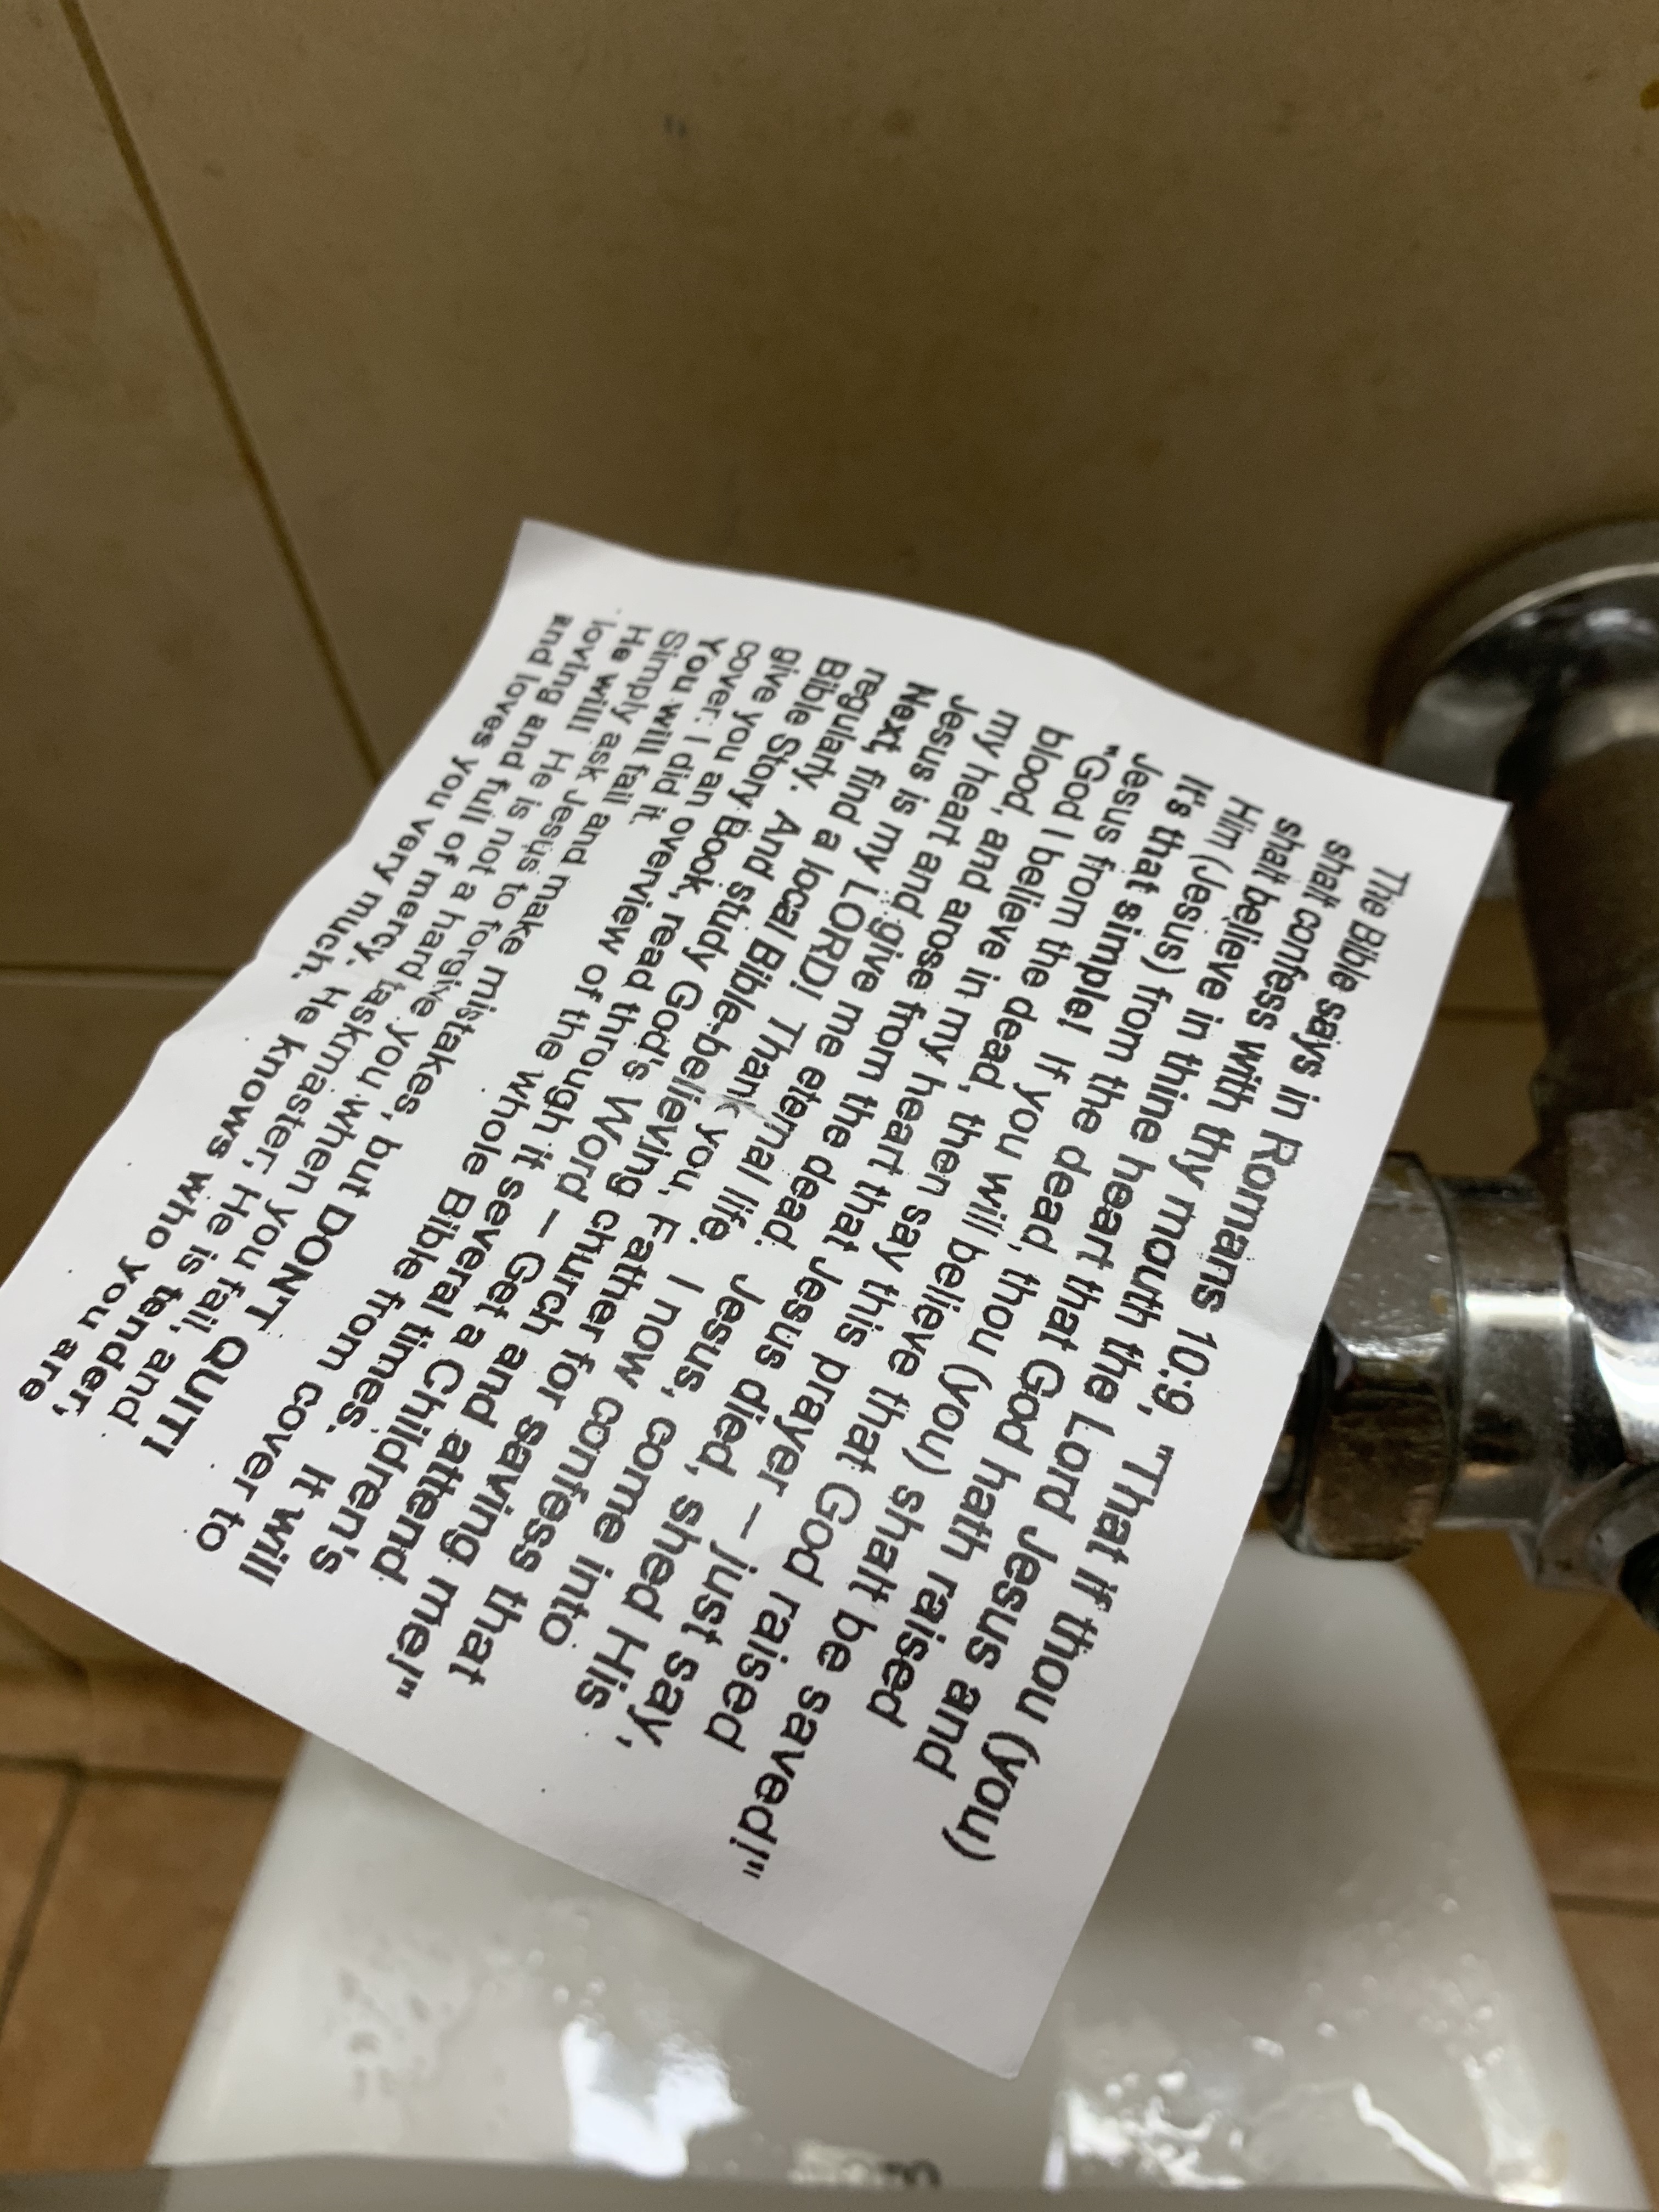 The Bible says in Romans 10:9, "That if thou (you)
shalt confess with thy mouth the Lord Jesus and
shalt believe in thine heart that God hath raised
Him (Jesus) from the dead, thou (you) shalt be saved!"
It's that simple! If you will believe that God raised
Jesus from the dead, then say this prayer – just say,
"God I believe in my heart that Jesus died, shed His
blood, and arose from the dead. Jesus, come into
my heart and give me eternal life. I now confess that
Jesus is my LORD! Thank you, Father for saving me!"
Next, find a local Bible-believing church and attend
regularly. And study God's Word – Get a Children's
Bible Story Book, read through it several times. It will
give you an overview of the whole Bible from cover to
cover. I did it.
You will fail and make mistakes, but DON'T QUIT!
Simply ask Jesus to forgive you when you fail, and
He will! He is not a hard taskmaster, He is tender,
loving and full of mercy. He knows who you are
and loves you very much.